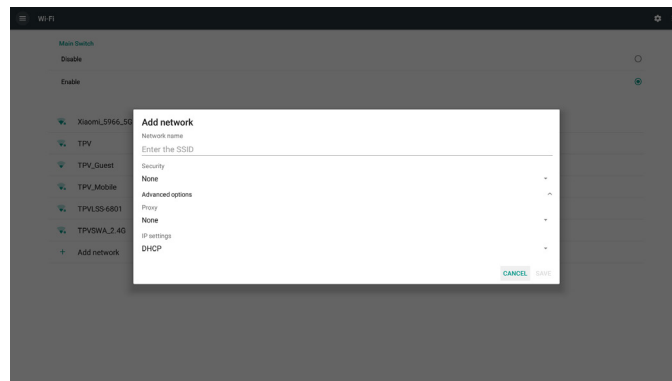 Wi-Fi
Main Switch
Disable
Enable
Xiaomi_5966_5G
TPV
TPV_Guest
TPV_Mobile
TPVLSS-6801
TPVSWA_2.4G
Add network
Add network
Network name
Enter the SSID
Security
None
Advanced options
Proxy
None
IP settings
DHCP
CANCEL SAVE